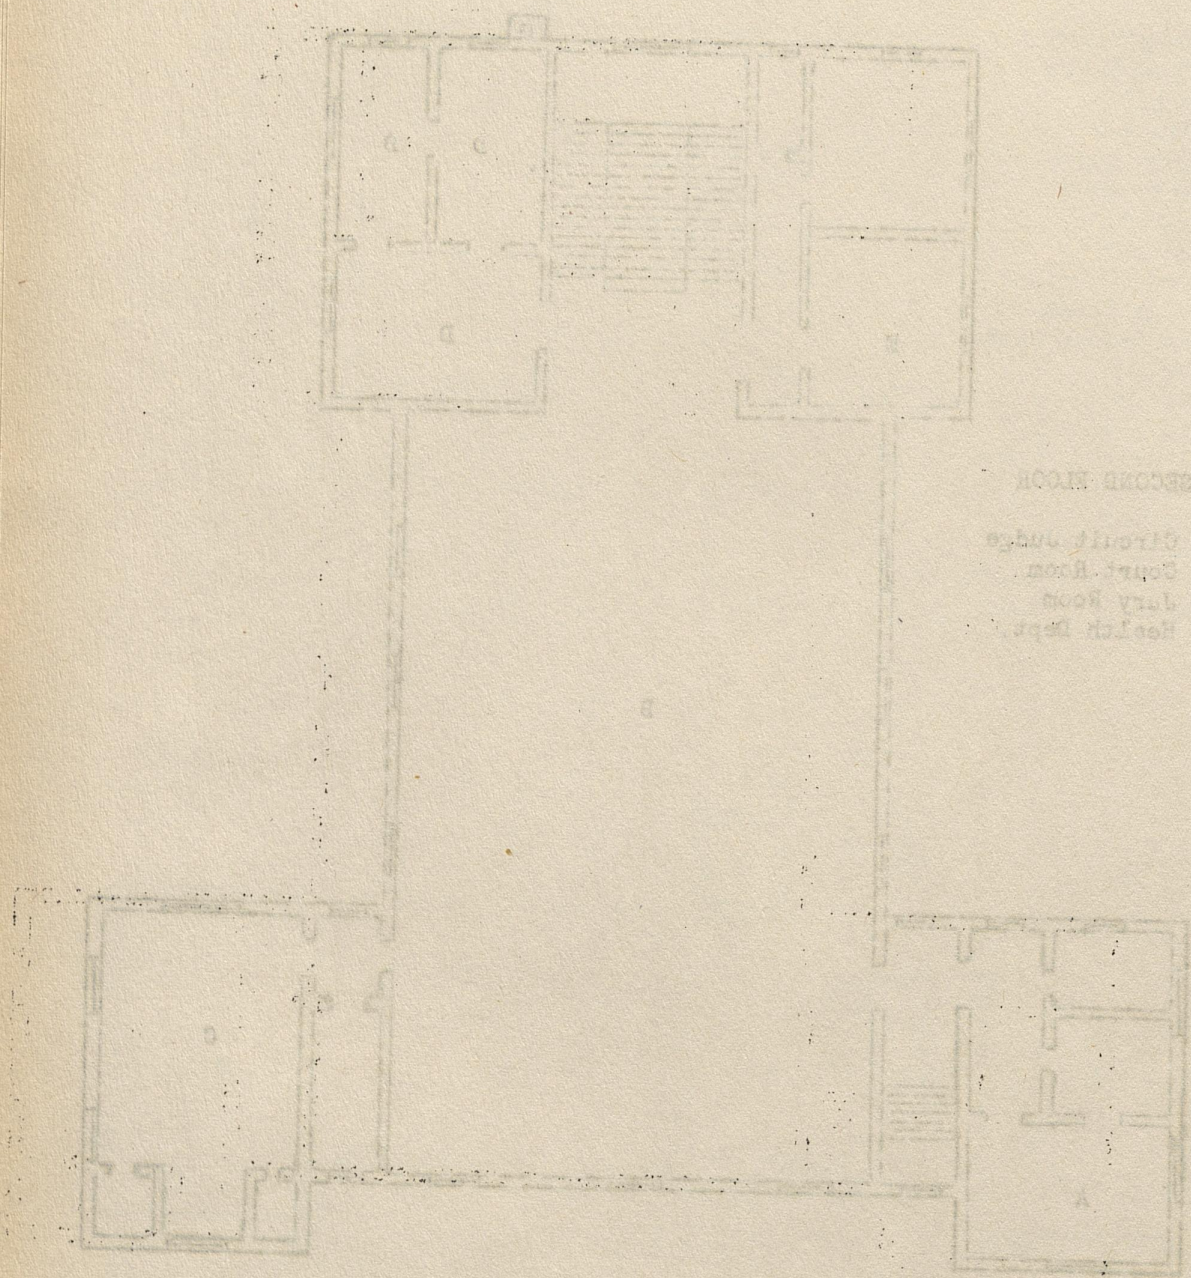 SECOND FLOOR
Circuit Judge
Court Room
Jury Room
Health Dept.
D
D
D
B
C
A